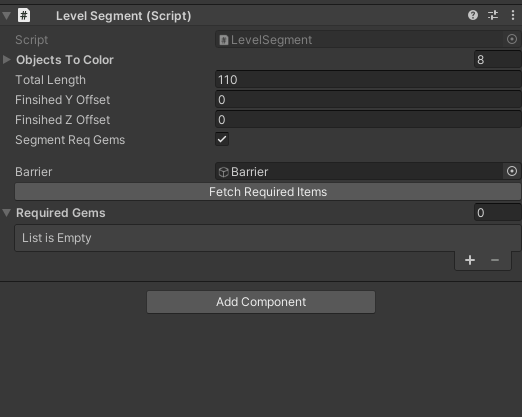 Level Segment (Script)
Script LevelSegment
Objects To Color 8
Total Length 110
Finsihed Y Offset 0
Finsihed Z Offset 0
Segment Req Gems
Barrier Barrier
Fetch Required Items
Required Gems 0
List is Empty
Add Component